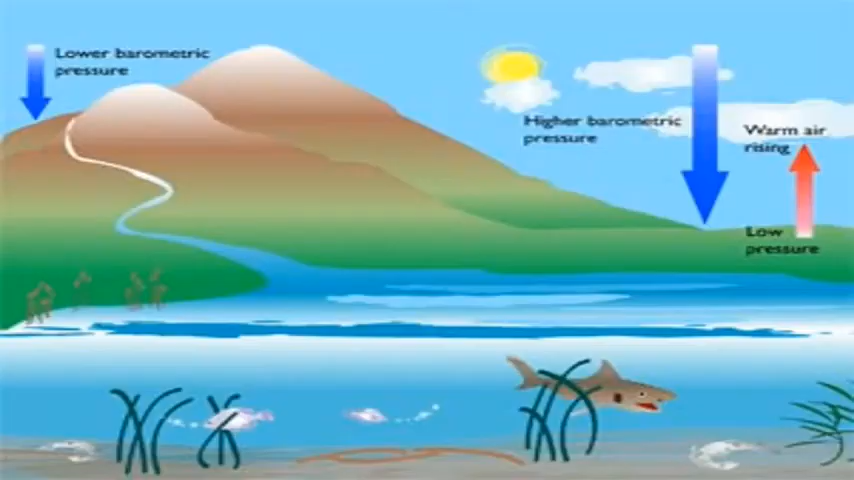 Lower barometric
pressure
Higher barometric
pressure
Warm air
rising
Low
pressure